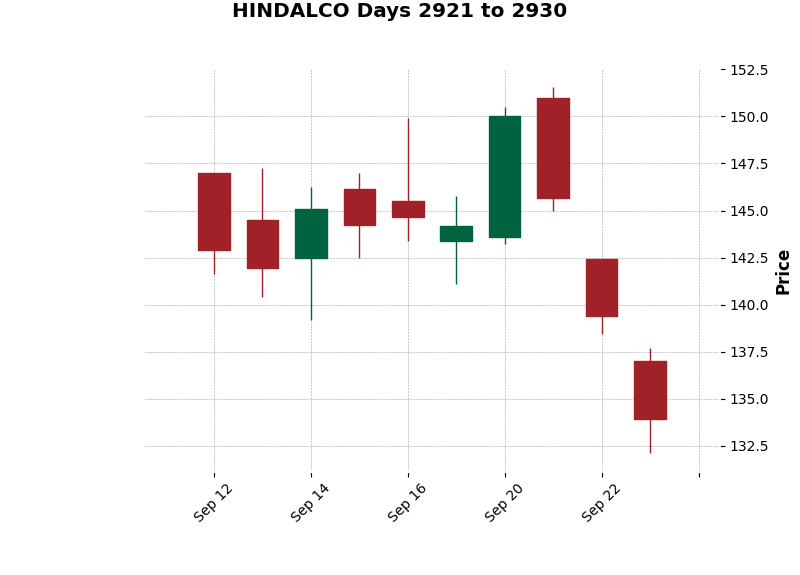 HINDALCO Days 2921 to 2930
152.5
150.0
147.5
145.0
142.5
140.0
137.5
135.0
132.5
Price
Sep 12
Sep 14
Sep 16
Sep 20
Sep 22